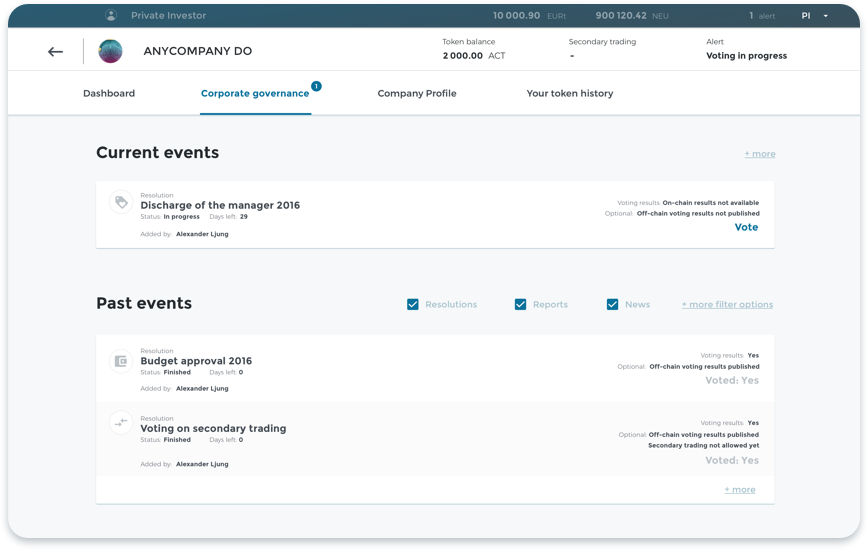 Private Investor 10 000.90 EURt 900 120.42 NEU 1 alert PI
ANYCOMPANY DO
Token balance
2 000.00 ACT
Secondary trading
-
Alert
Voting in progress
Dashboard Corporate governance 1 Company Profile Your token history
Current events + more
Resolution
Discharge of the manager 2016
Status: In progress Days left: 29
Added by: Alexander Ljung
Voting results: On-chain results not available
Optional: Off-chain voting results not published
Vote
Past events Resolutions Reports News + more filter options
Resolution
Budget approval 2016
Status: Finished Days left: 0
Added by: Alexander Ljung
Voting results: Yes
Optional: Off-chain voting results published
Voted: Yes
Resolution
Voting on secondary trading
Status: Finished Days left: 0
Added by: Alexander Ljung
Voting results: Yes
Optional: Off-chain voting results published
Secondary trading not allowed yet
Voted: Yes
+ more